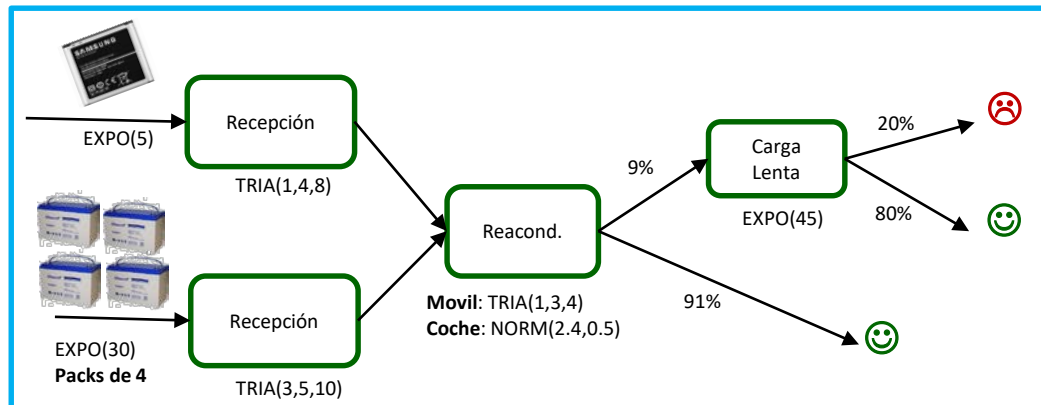 SAMSUNG
EXPO(5)
Recepción
TRIA(1,4,8)
EXPO(30)
Packs de 4
Recepción
TRIA(3,5,10)
Reacond.
Movil: TRIA(1,3,4)
Coche: NORM(2.4,0.5)
9%
91%
Carga
Lenta
EXPO(45)
20%
80%